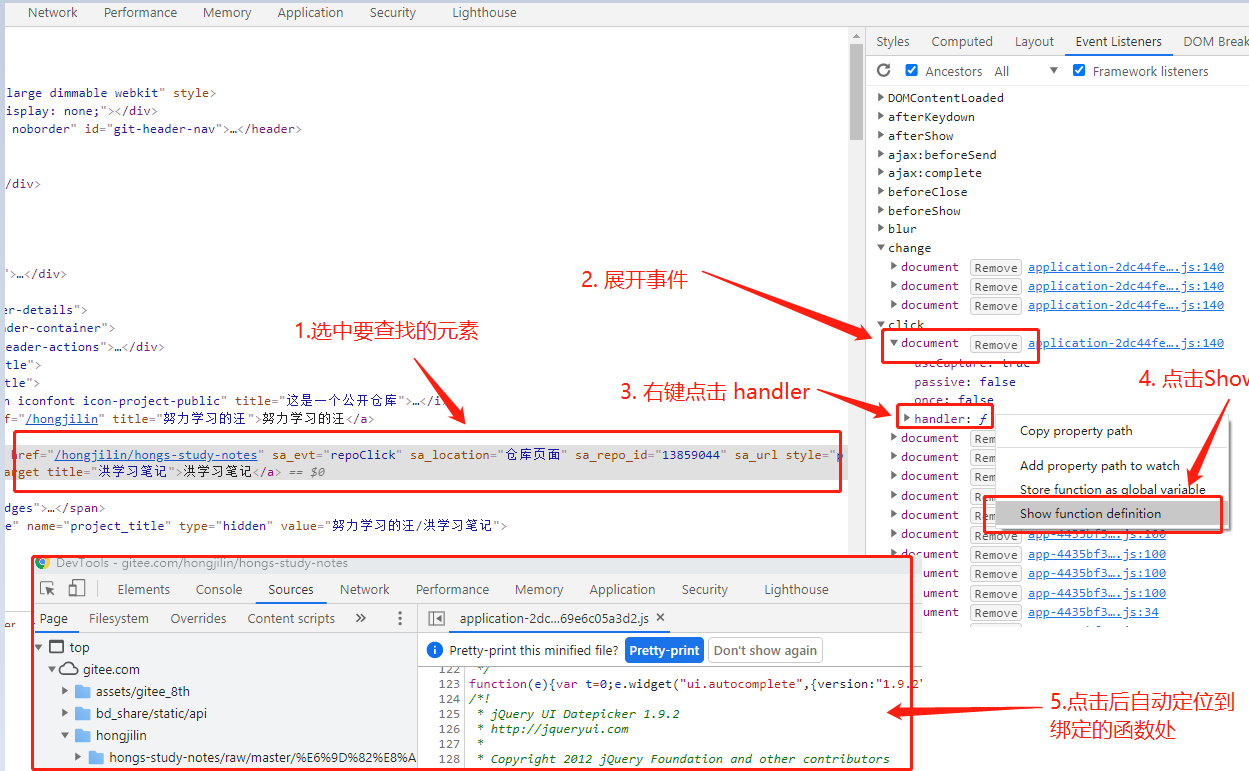 Network Performance Memory Application Security Lighthouse
Styles Computed Layout Event Listeners DOM Break
Ancestors All Framework listeners
large dimmable webkit" style>
isplay: none;"></div>
noborder" id="git-header-nav">…</header>
/div>
">…</div>
er-details">
der-container">
eader-actions">…</div>
tle">
tle">
n iconfont icon-project-public" title="这是一个公开仓库">…</i
f="/hongjilin" title="努力学习的汪">努力学习的汪</a>
href="/hongjilin/hongs-study-notes" sa_evt="repoClick" sa_location="仓库页面" sa_repo_id="13859044" sa_url style="p
arget title="洪学习笔记">洪学习笔记</a> == $0
dges">…</span>
e" name="project_title" type="hidden" value="努力学习的汪/洪学习笔记">
er
1.选中要查找的元素
2. 展开事件
3. 右键点击 handler
4. 点击Show
DOMContentLoaded
afterKeydown
afterShow
ajax:beforeSend
ajax:complete
beforeClose
beforeShow
blur
change
document Remove application-2dc44fe….js:140
document Remove application-2dc44fe….js:140
document Remove application-2dc44fe….js:140
click
document Remove application-2dc44fe….js:140
useCapture: true
passive: false
once: false
handler: ƒ
document Rem
document Rem
document Rem
document Rem
document Rem
document Remove app-4435bf3….js:100
document Remove app-4435bf3….js:100
ument Remove app-4435bf3….js:100
ument Remove app-4435bf3….js:100
ument Remove app-4435bf3….js:34
Copy property path
Add property path to watch
Store function as global variable
Show function definition
DevTools - gitee.com/hongjilin/hongs-study-notes
Elements Console Sources Network Performance Memory Application Security Lighthouse
Page Filesystem Overrides Content scripts »
application-2dc…69e6c05a3d2.js ×
top
gitee.com
assets/gitee_8th
bd_share/static/api
hongjilin
hongs-study-notes/raw/master/%E6%9D%82%E8%A
Pretty-print this minified file? Pretty-print Don't show again
122 */
123 function(e){var t=0;e.widget("ui.autocomplete",{version:"1.9.2"
124 /*!
125 * jQuery UI Datepicker 1.9.2
126 * http://jqueryui.com
127 *
128 * Copyright 2012 jQuery Foundation and other contributors
5.点击后自动定位到
绑定的函数处